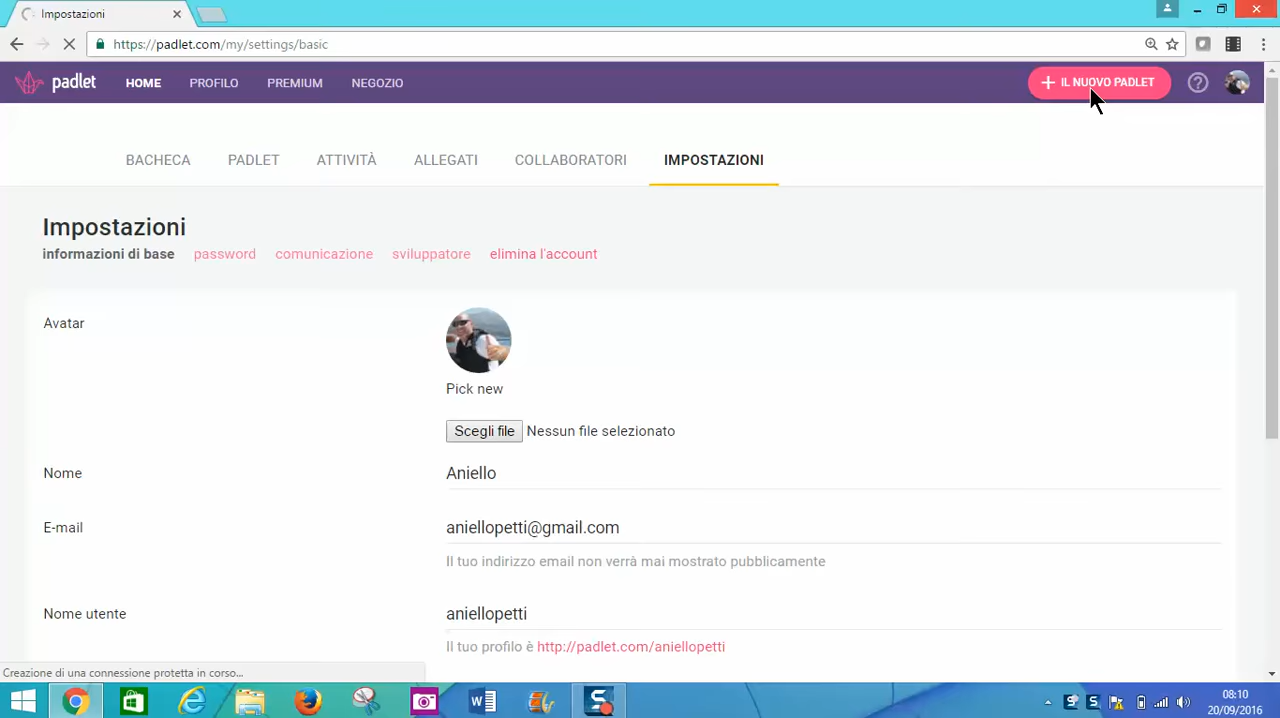 Impostazioni
https://padlet.com/my/settings/basic
padlet HOME PROFILO PREMIUM NEGOZIO + IL NUOVO PADLET ?
BACHECA PADLET ATTIVITÀ ALLEGATI COLLABORATORI IMPOSTAZIONI
Impostazioni
informazioni di base password comunicazione sviluppatore elimina l'account
Avatar
Pick new
Scegli file Nessun file selezionato
Nome Aniello
E-mail aniellopetti@gmail.com
Il tuo indirizzo email non verrà mai mostrato pubblicamente
Nome utente aniellopetti
Il tuo profilo è http://padlet.com/aniellopetti
Creazione di una connessione protetta in corso...
08:10
20/09/2016